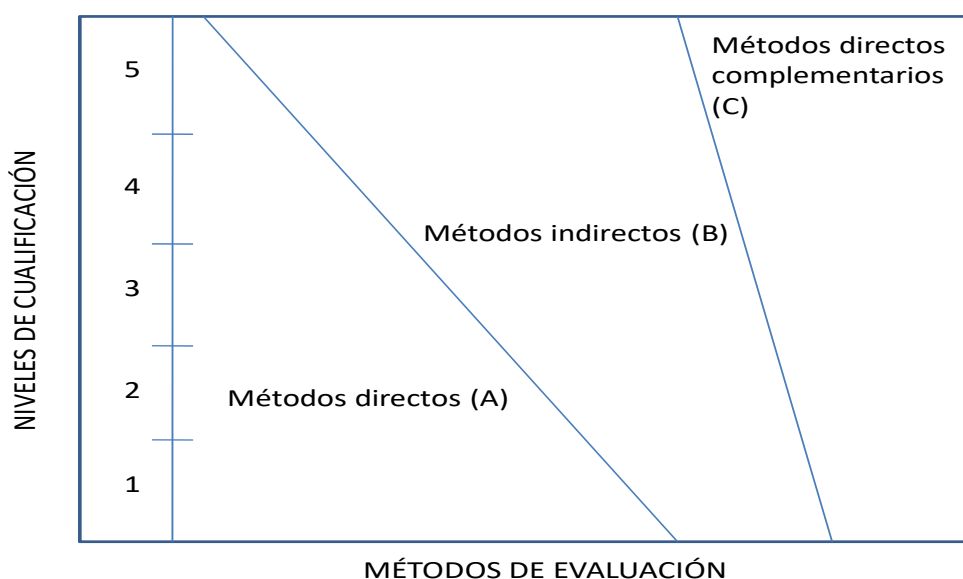 NIVELES DE CUALIFICACIÓN
5
4
3
2
1
Métodos directos
complementarios
(C)
Métodos indirectos (B)
Métodos directos (A)
MÉTODOS DE EVALUACIÓN